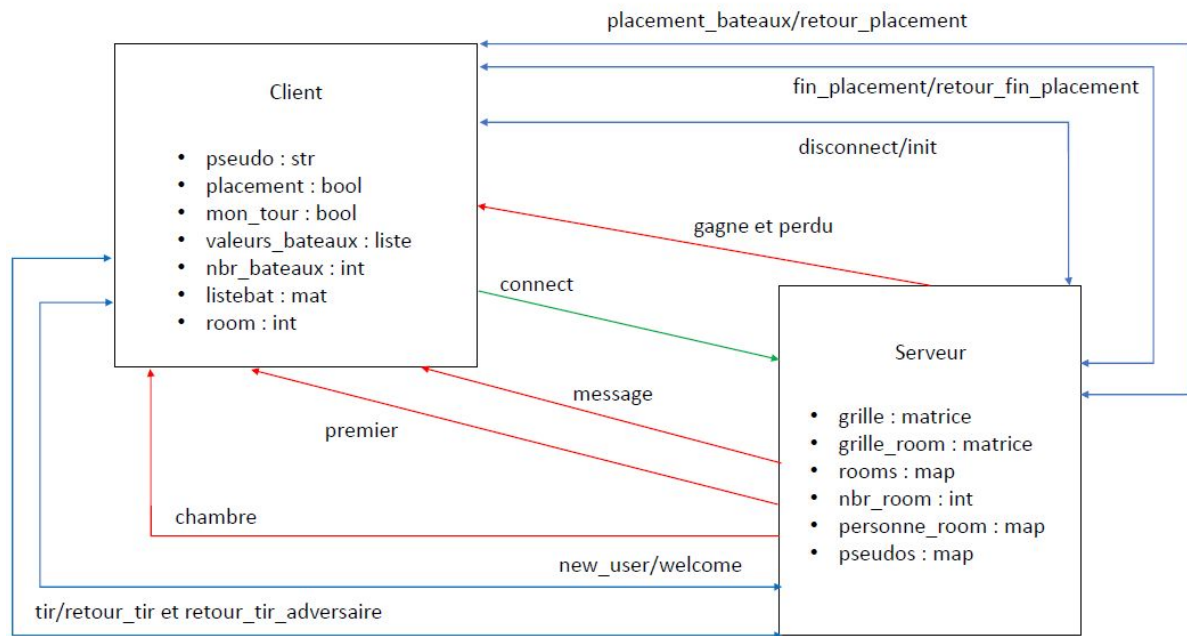 placement_bateaux/retour_placement
Client
fin_placement/retour_fin_placement
disconnect/init
• pseudo : str
• placement : bool
• mon_tour : bool
• valeurs_bateaux : liste
• nbr_bateaux : int
• listebat : mat
• room : int
gagne et perdu
connect
Serveur
message
premier
• grille : matrice
• grille_room : matrice
• rooms : map
• nbr_room : int
• personne_room : map
• pseudos : map
chambre
new_user/welcome
tir/retour_tir et retour_tir_adversaire